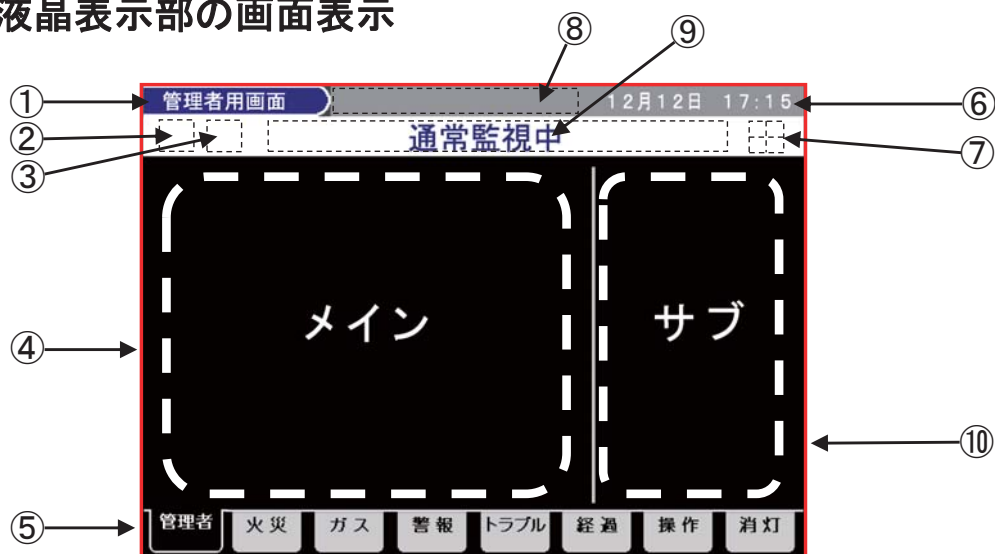 液晶表示部の画面表示
⑧ ⑨
① 管理者用画面 12月12日 17:15 ⑥
② 通常監視中 ⑦
③
④ メイン サブ
⑩
⑤ 管理者 火災 ガス 警報 トラブル 経過 操作 消灯